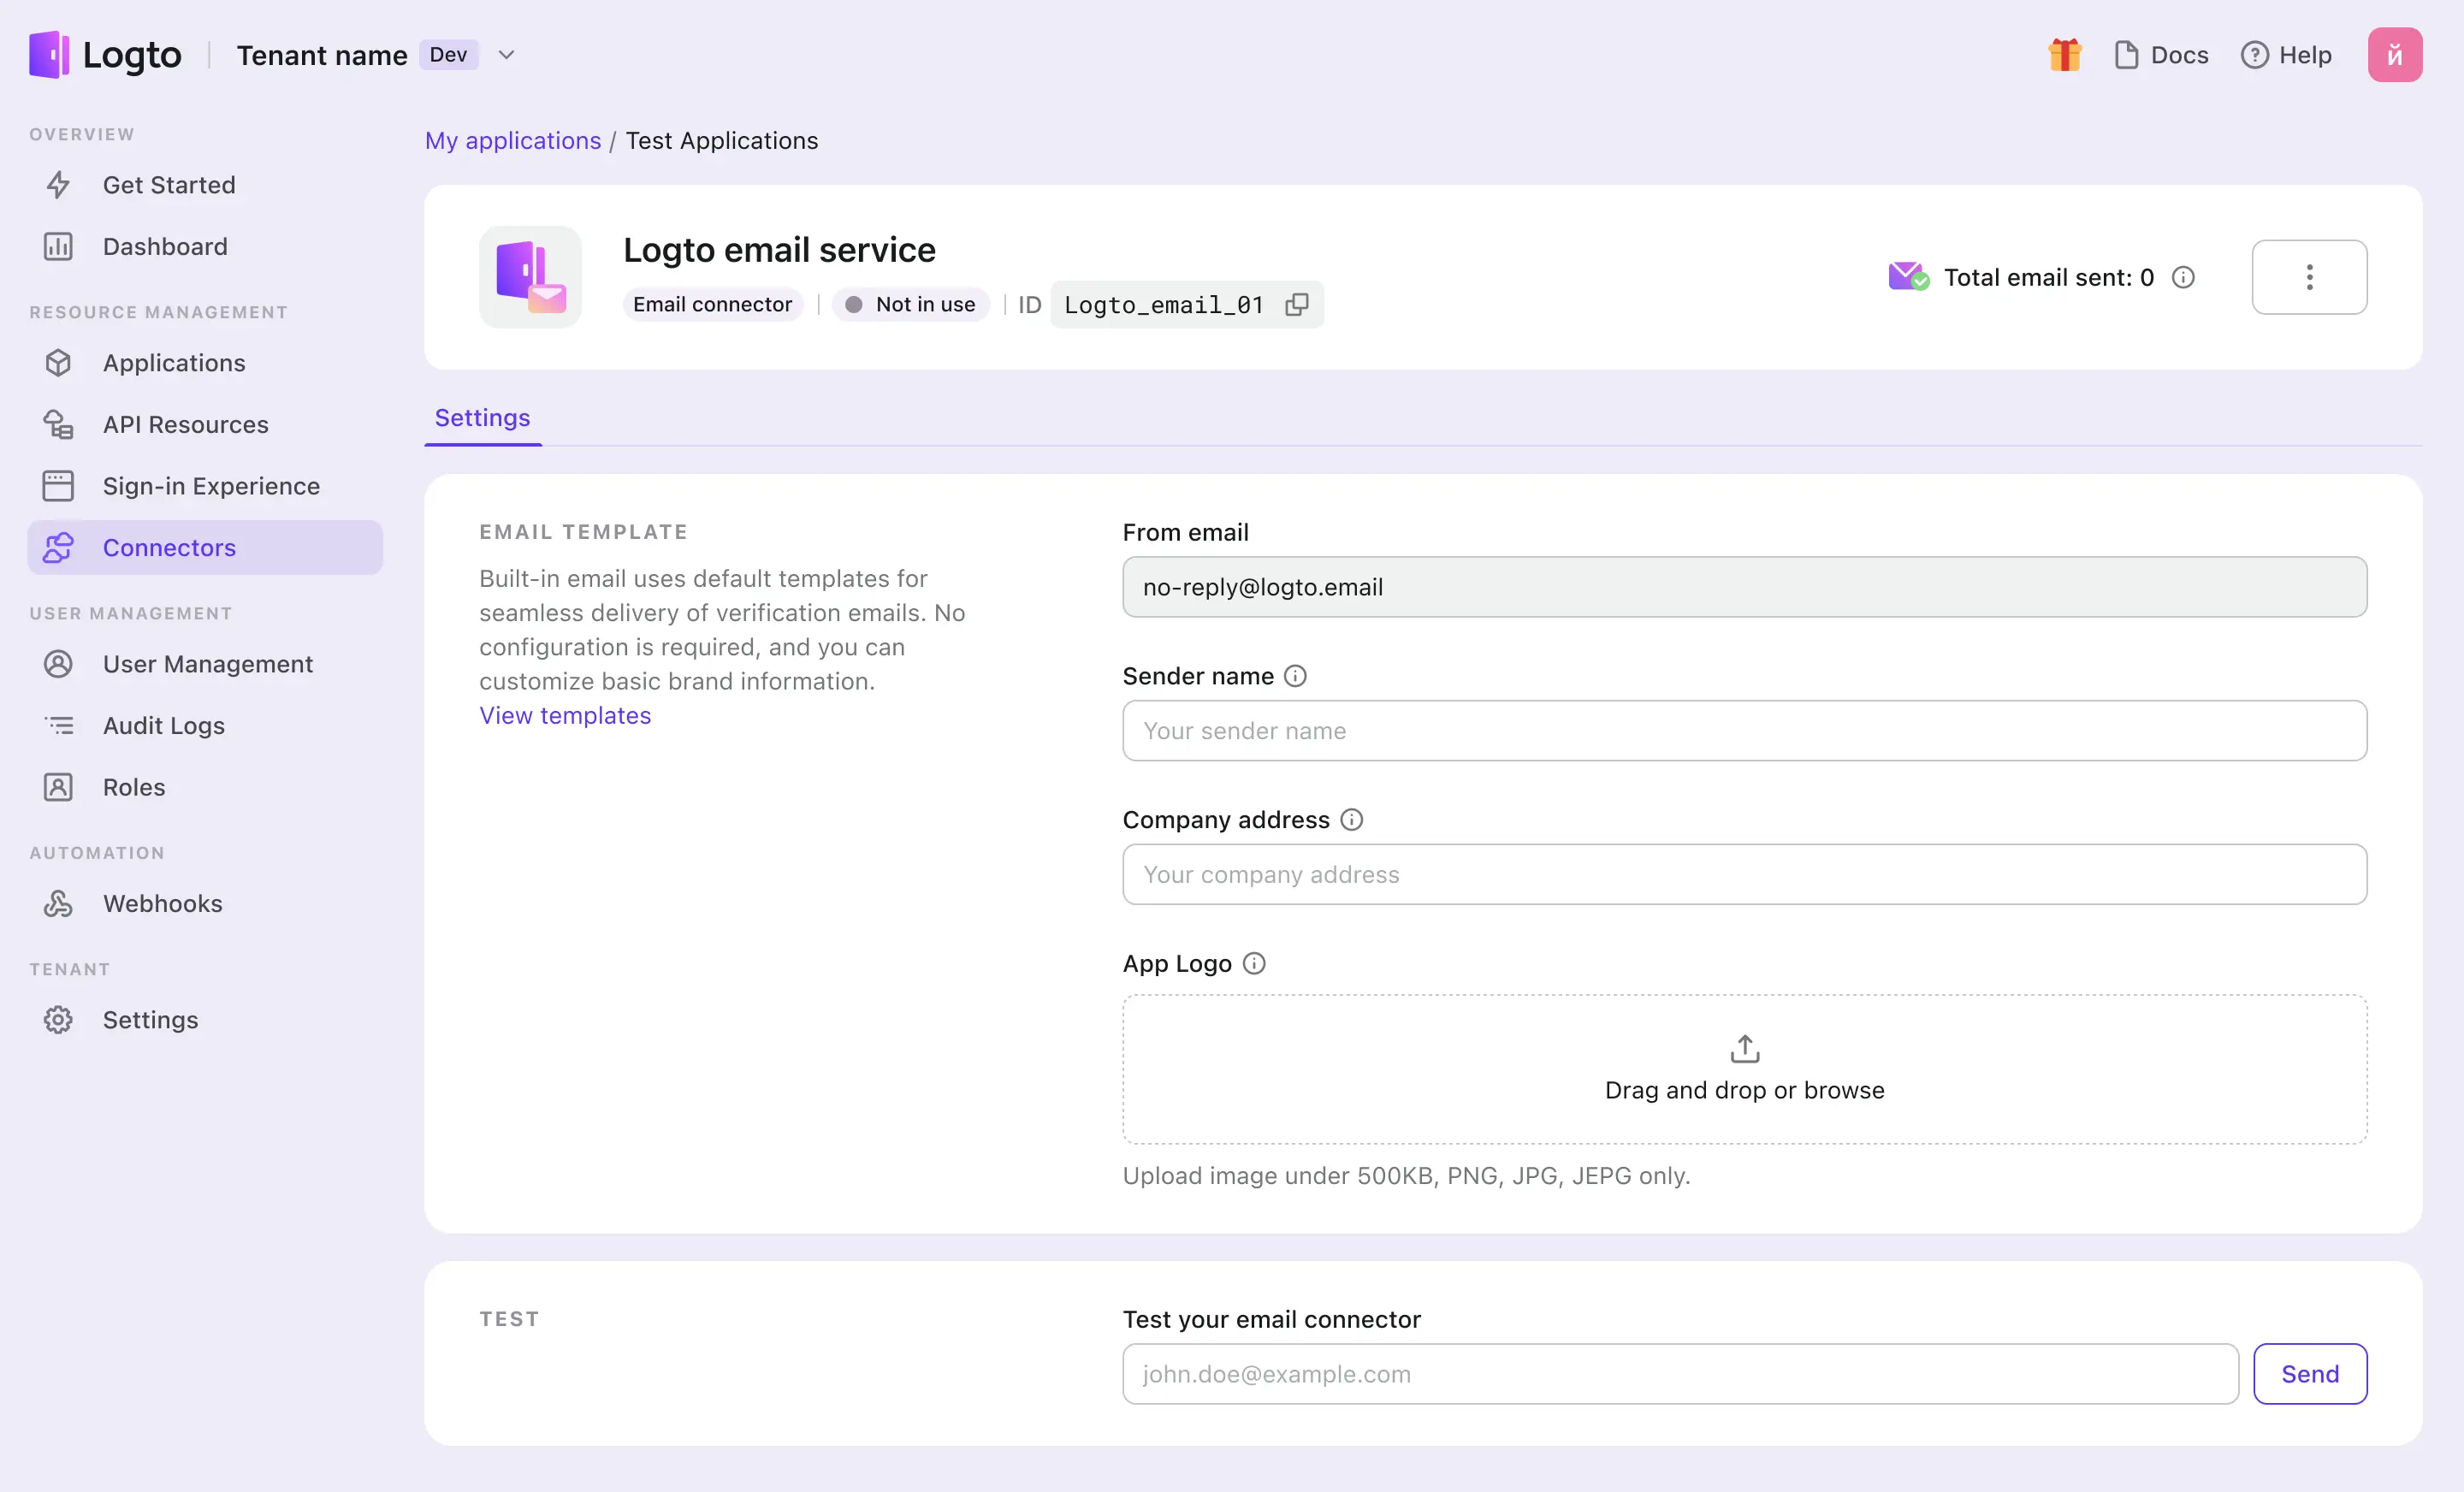 Logto
Tenant name Dev
Docs
Help
й
OVERVIEW
Get Started
Dashboard
RESOURCE MANAGEMENT
Applications
API Resources
Sign-in Experience
Connectors
USER MANAGEMENT
User Management
Audit Logs
Roles
AUTOMATION
Webhooks
TENANT
Settings
My applications / Test Applications
Logto email service
Email connector | Not in use | ID Logto_email_01
Total email sent: 0
Settings
EMAIL TEMPLATE
Built-in email uses default templates for
seamless delivery of verification emails. No
configuration is required, and you can
customize basic brand information.
View templates
From email
no-reply@logto.email
Sender name
Your sender name
Company address
Your company address
App Logo
Drag and drop or browse
Upload image under 500KB, PNG, JPG, JEPG only.
TEST
Test your email connector
john.doe@example.com
Send